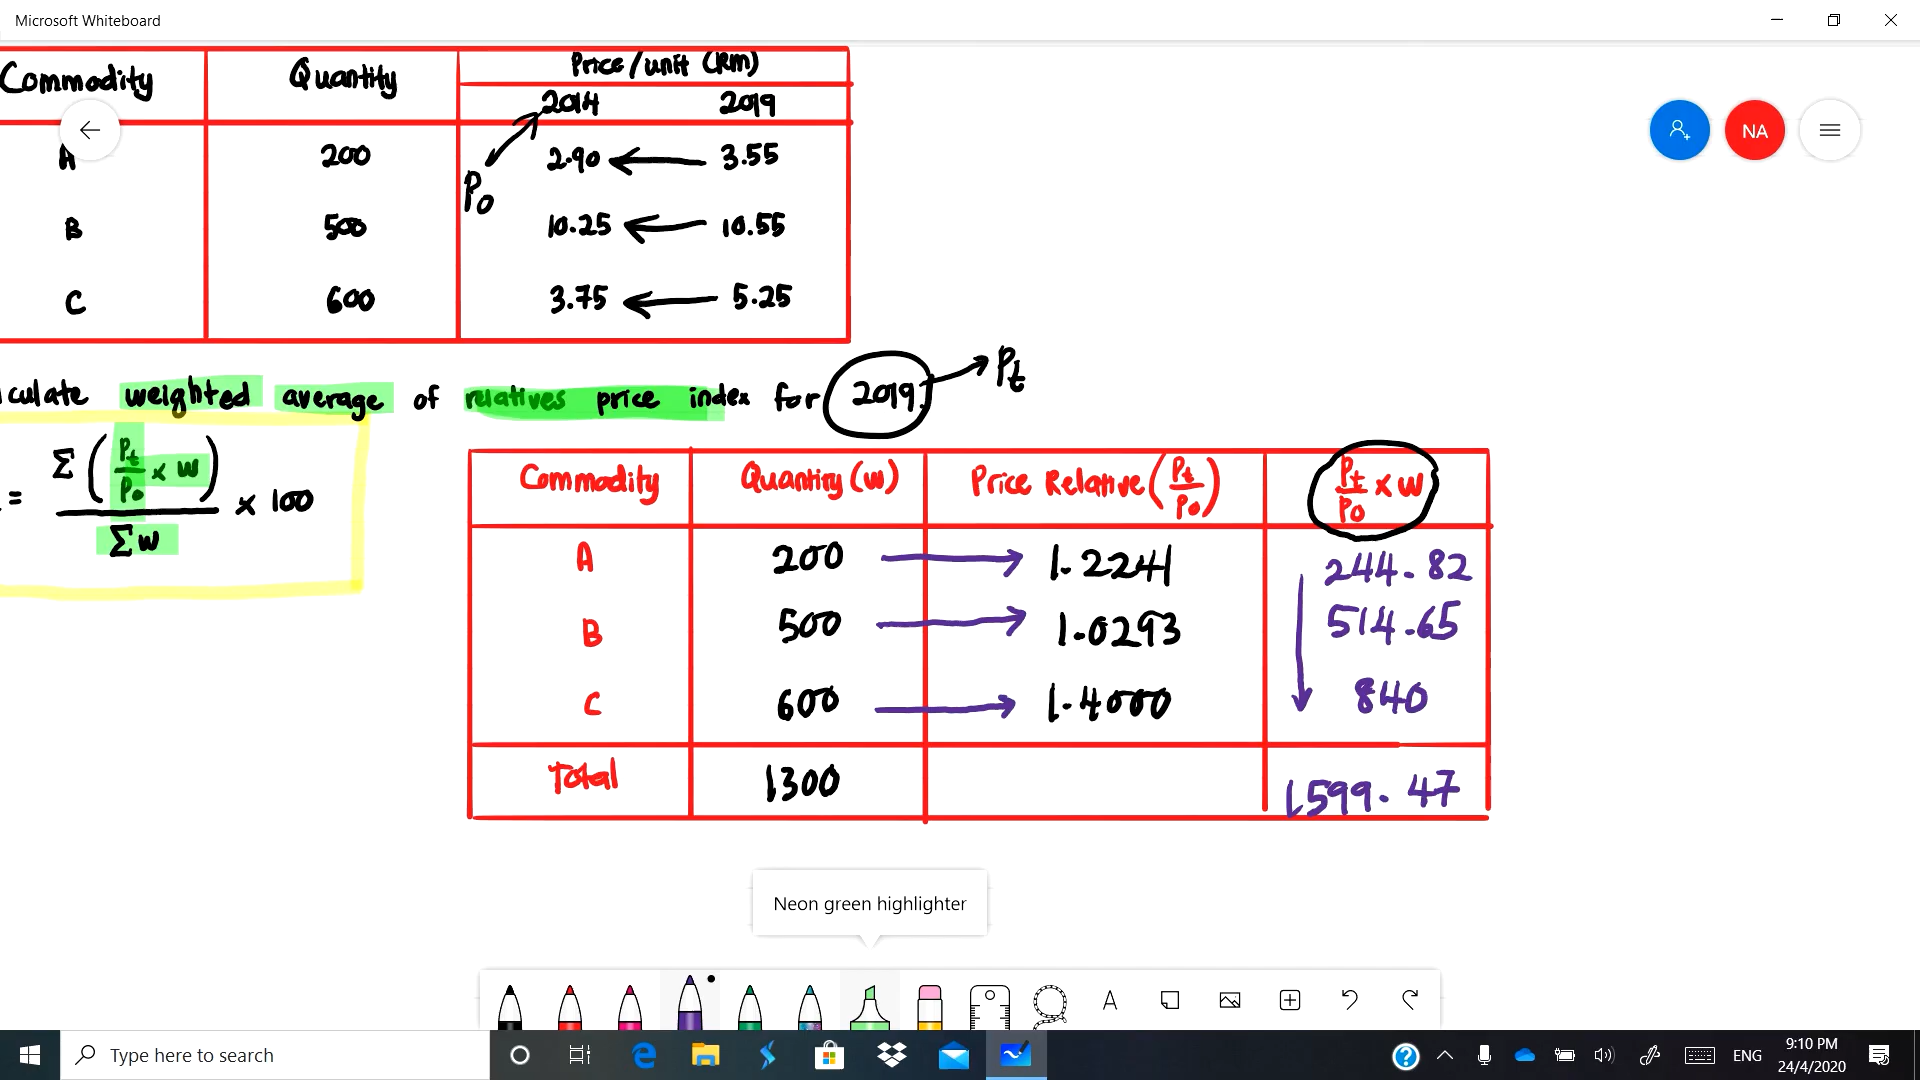 Microsoft Whiteboard
Commodity Quantity Price/unit (RM)
2014 2019
A 200 2.90 3.55
P0
B 500 10.25 10.55
C 600 3.75 5.25
culate weighted average of relatives price index for 2019. Pt
= Σ (Pt/P0 × w) / Σw × 100
Commodity Quantity (w) Price Relative (Pt/P0) Pt/P0 × w
A 200 1.2241 244.82
B 500 1.0293 514.65
C 600 1.4000 840
Total 1300 1599.47
NA
Neon green highlighter
Type here to search
ENG
9:10 PM
24/4/2020